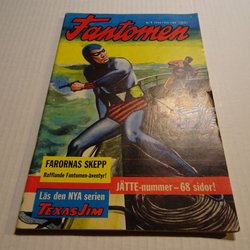 Fantomen
FARORNAS SKEPP
Rafflande Fantomen-äventyr!
JÄTTE-nummer-68 sidor!
Läs den NYA serien
TEXAS JIM